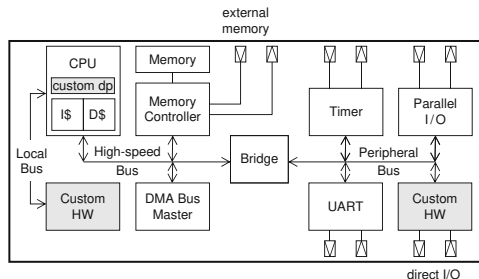 external
memory
CPU
custom dp
I$ D$
Memory
Memory
Controller
Timer
Parallel
I/O
Local
Bus
High-speed
Bus
Bridge
Peripheral
Bus
Custom
HW
DMA Bus
Master
UART
Custom
HW
direct I/O